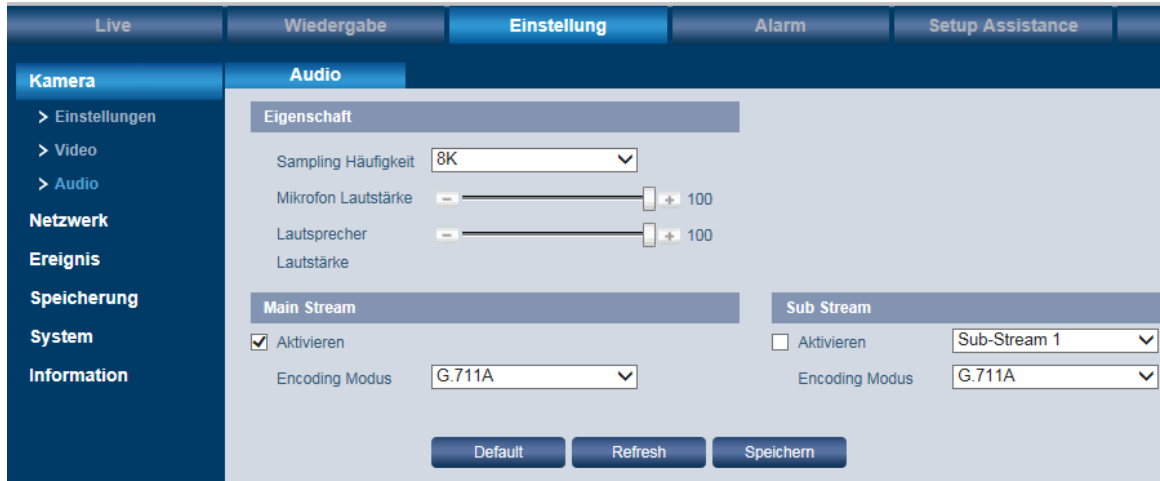 Live Wiedergabe Einstellung Alarm Setup Assistance
Kamera
> Einstellungen
> Video
> Audio
Netzwerk
Ereignis
Speicherung
System
Information
Audio
Eigenschaft
Sampling Häufigkeit 8K
Mikrofon Lautstärke - + 100
Lautsprecher - + 100
Lautstärke
Main Stream
Aktivieren
Encoding Modus G.711A
Sub Stream
Aktivieren Sub-Stream 1
Encoding Modus G.711A
Default Refresh Speichern